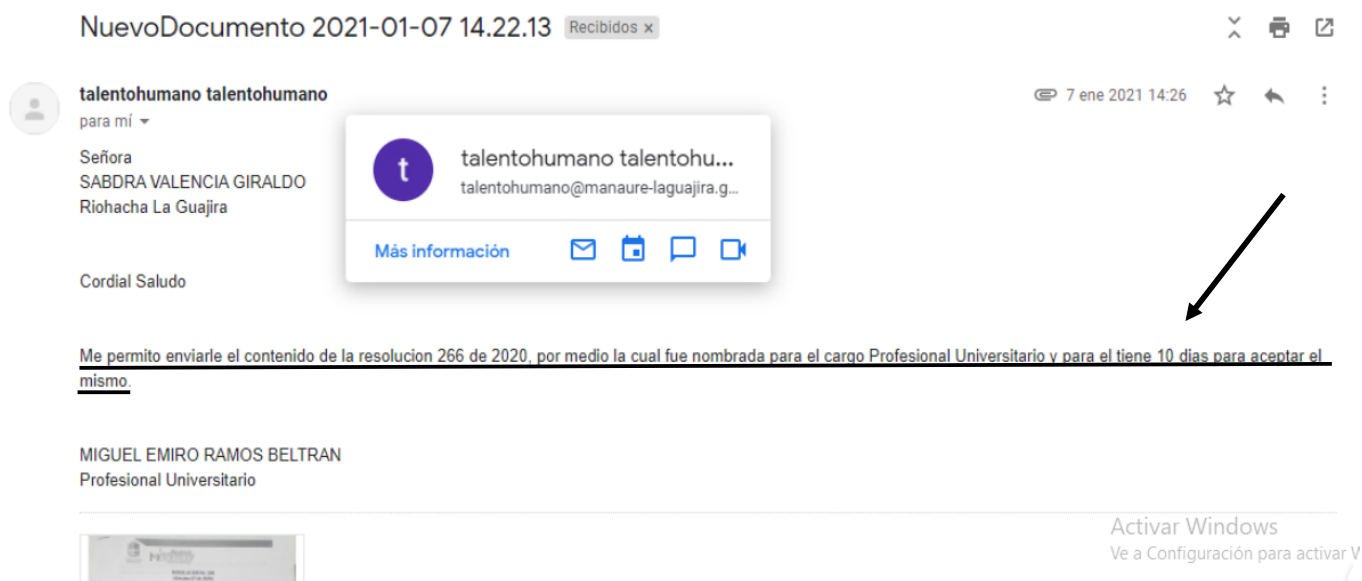 NuevoDocumento 2021-01-07 14.22.13 Recibidos x
talentohumano talentohumano
7 ene 2021 14:26
para mí
Señora
SABDRA VALENCIA GIRALDO
Riohacha La Guajira
t
talentohumano talentohu...
talentohumano@manaure-laguajira.g...
Más información
Cordial Saludo
Me permito enviarle el contenido de la resolucion 266 de 2020, por medio la cual fue nombrada para el cargo Profesional Universitario y para el tiene 10 dias para aceptar el
mismo.
MIGUEL EMIRO RAMOS BELTRAN
Profesional Universitario
Activar Windows
Ve a Configuración para activar W